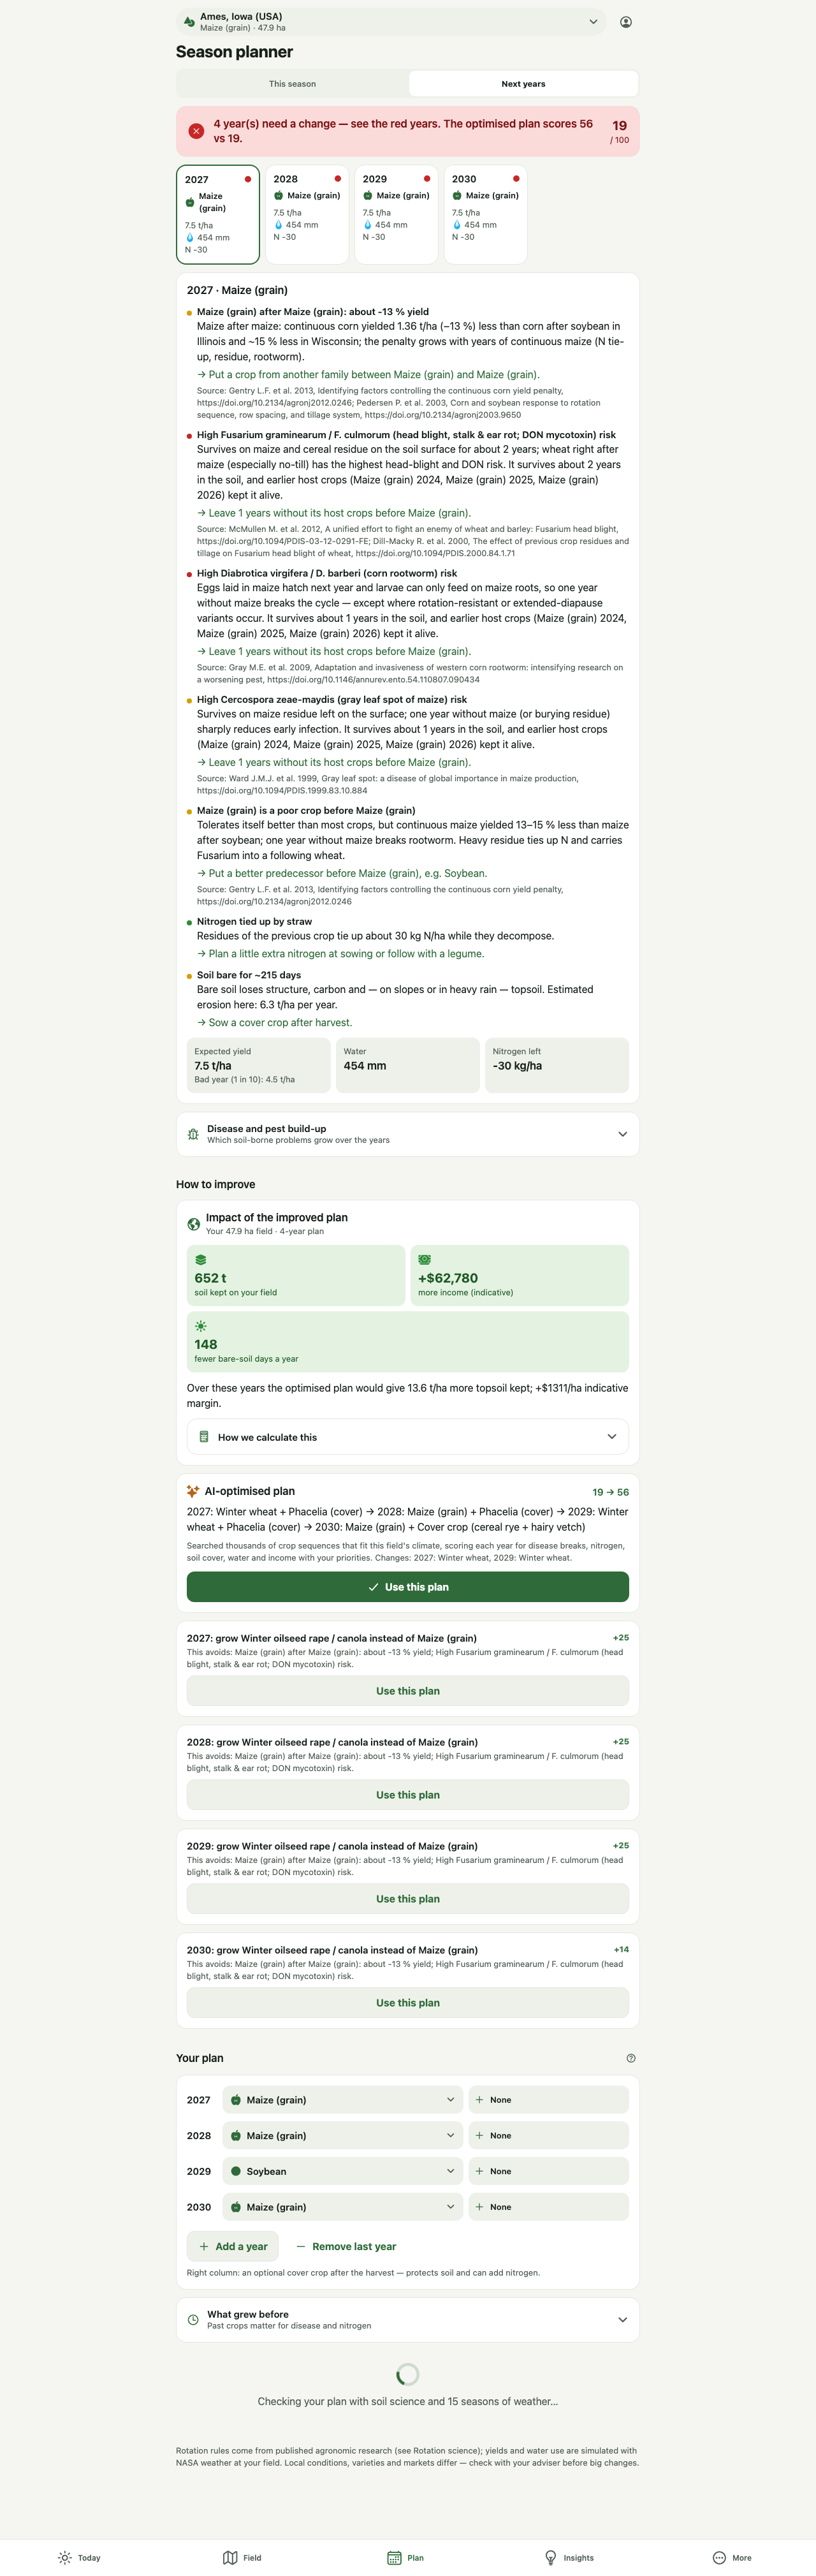 Ames, Iowa (USA)
Maize (grain) · 47.9 ha
Season planner
This season
Next years
4 year(s) need a change — see the red years. The optimised plan scores 56
vs 19.
19
/ 100
2027
Maize
(grain)
7.5 t/ha
454 mm
N -30
2028
Maize (grain)
7.5 t/ha
454 mm
N -30
2029
Maize (grain)
7.5 t/ha
454 mm
N -30
2030
Maize (grain)
7.5 t/ha
454 mm
N -30
2027 · Maize (grain)
Maize (grain) after Maize (grain): about -13 % yield
Maize after maize: continuous corn yielded 1.36 t/ha (−13 %) less than corn after soybean in
Illinois and ~15 % less in Wisconsin; the penalty grows with years of continuous maize (N tie-
up, residue, rootworm).
→ Put a crop from another family between Maize (grain) and Maize (grain).
Source: Gentry L.F. et al. 2013, Identifying factors controlling the continuous corn yield penalty,
https://doi.org/10.2134/agronj2012.0246; Pedersen P. et al. 2003, Corn and soybean response to rotation
sequence, row spacing, and tillage system, https://doi.org/10.2134/agronj2003.9650
High Fusarium graminearum / F. culmorum (head blight, stalk & ear rot; DON mycotoxin) risk
Survives on maize and cereal residue on the soil surface for about 2 years; wheat right after
maize (especially no-till) has the highest head-blight and DON risk. It survives about 2 years
in the soil, and earlier host crops (Maize (grain) 2024, Maize (grain) 2025, Maize (grain)
2026) kept it alive.
→ Leave 1 years without its host crops before Maize (grain).
Source: McMullen M. et al. 2012, A unified effort to fight an enemy of wheat and barley: Fusarium head blight,
https://doi.org/10.1094/PDIS-03-12-0291-FE; Dill-Macky R. et al. 2000, The effect of previous crop residues and
tillage on Fusarium head blight of wheat, https://doi.org/10.1094/PDIS.2000.84.1.71
High Diabrotica virgifera / D. barberi (corn rootworm) risk
Eggs laid in maize hatch next year and larvae can only feed on maize roots, so one year
without maize breaks the cycle — except where rotation-resistant or extended-diapause
variants occur. It survives about 1 years in the soil, and earlier host crops (Maize (grain) 2024,
Maize (grain) 2025, Maize (grain) 2026) kept it alive.
→ Leave 1 years without its host crops before Maize (grain).
Source: Gray M.E. et al. 2009, Adaptation and invasiveness of western corn rootworm: intensifying research on
a worsening pest, https://doi.org/10.1146/annurev.ento.54.110807.090434
High Cercospora zeae-maydis (gray leaf spot of maize) risk
Survives on maize residue left on the surface; one year without maize (or burying residue)
sharply reduces early infection. It survives about 1 years in the soil, and earlier host crops
(Maize (grain) 2024, Maize (grain) 2025, Maize (grain) 2026) kept it alive.
→ Leave 1 years without its host crops before Maize (grain).
Source: Ward J.M.J. et al. 1999, Gray leaf spot: a disease of global importance in maize production,
https://doi.org/10.1094/PDIS.1999.83.10.884
Maize (grain) is a poor crop before Maize (grain)
Tolerates itself better than most crops, but continuous maize yielded 13–15 % less than maize
after soybean; one year without maize breaks rootworm. Heavy residue ties up N and carries
Fusarium into a following wheat.
→ Put a better predecessor before Maize (grain), e.g. Soybean.
Source: Gentry L.F. et al. 2013, Identifying factors controlling the continuous corn yield penalty,
https://doi.org/10.2134/agronj2012.0246
Nitrogen tied up by straw
Residues of the previous crop tie up about 30 kg N/ha while they decompose.
→ Plan a little extra nitrogen at sowing or follow with a legume.
Soil bare for ~215 days
Bare soil loses structure, carbon and — on slopes or in heavy rain — topsoil. Estimated
erosion here: 6.3 t/ha per year.
→ Sow a cover crop after harvest.
Expected yield
7.5 t/ha
Bad year (1 in 10): 4.5 t/ha
Water
454 mm
Nitrogen left
-30 kg/ha
Disease and pest build-up
Which soil-borne problems grow over the years
How to improve
Impact of the improved plan
Your 47.9 ha field · 4-year plan
652 t
soil kept on your field
+$62,780
more income (indicative)
148
fewer bare-soil days a year
Over these years the optimised plan would give 13.6 t/ha more topsoil kept; +$1311/ha indicative
margin.
How we calculate this
AI-optimised plan
19 → 56
2027: Winter wheat + Phacelia (cover) → 2028: Maize (grain) + Phacelia (cover) → 2029: Winter
wheat + Phacelia (cover) → 2030: Maize (grain) + Cover crop (cereal rye + hairy vetch)
Searched thousands of crop sequences that fit this field's climate, scoring each year for disease breaks, nitrogen,
soil cover, water and income with your priorities. Changes: 2027: Winter wheat, 2029: Winter wheat.
Use this plan
2027: grow Winter oilseed rape / canola instead of Maize (grain)
+25
This avoids: Maize (grain) after Maize (grain): about -13 % yield; High Fusarium graminearum / F. culmorum (head
blight, stalk & ear rot; DON mycotoxin) risk.
Use this plan
2028: grow Winter oilseed rape / canola instead of Maize (grain)
+25
This avoids: Maize (grain) after Maize (grain): about -13 % yield; High Fusarium graminearum / F. culmorum (head
blight, stalk & ear rot; DON mycotoxin) risk.
Use this plan
2029: grow Winter oilseed rape / canola instead of Maize (grain)
+25
This avoids: Maize (grain) after Maize (grain): about -13 % yield; High Fusarium graminearum / F. culmorum (head
blight, stalk & ear rot; DON mycotoxin) risk.
Use this plan
2030: grow Winter oilseed rape / canola instead of Maize (grain)
+14
This avoids: Maize (grain) after Maize (grain): about -13 % yield; High Fusarium graminearum / F. culmorum (head
blight, stalk & ear rot; DON mycotoxin) risk.
Use this plan
Your plan
2027
Maize (grain)
None
2028
Maize (grain)
None
2029
Soybean
None
2030
Maize (grain)
None
Add a year
Remove last year
Right column: an optional cover crop after the harvest — protects soil and can add nitrogen.
What grew before
Past crops matter for disease and nitrogen
Checking your plan with soil science and 15 seasons of weather…
Rotation rules come from published agronomic research (see Rotation science); yields and water use are simulated with
NASA weather at your field. Local conditions, varieties and markets differ — check with your adviser before big changes.
Today
Field
Plan
Insights
More